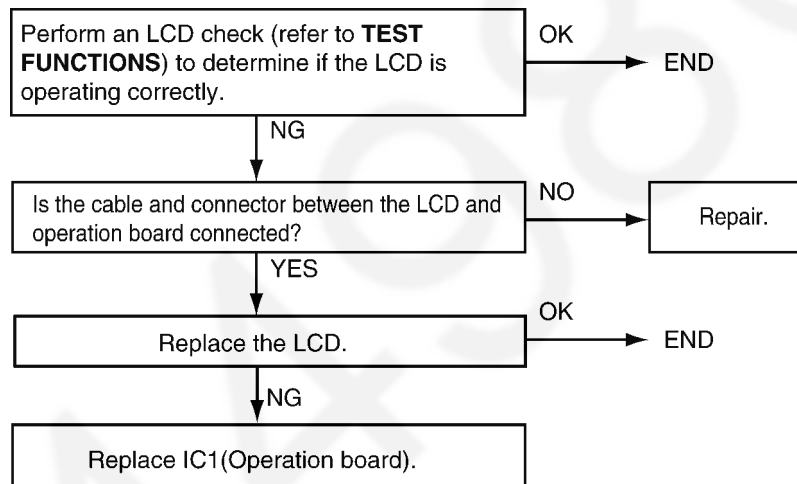 Perform an LCD check (refer to TEST
FUNCTIONS) to determine if the LCD is
operating correctly.
OK
END
NG
Is the cable and connector between the LCD and
operation board connected?
NO
Repair.
YES
Replace the LCD.
OK
END
NG
Replace IC1(Operation board).